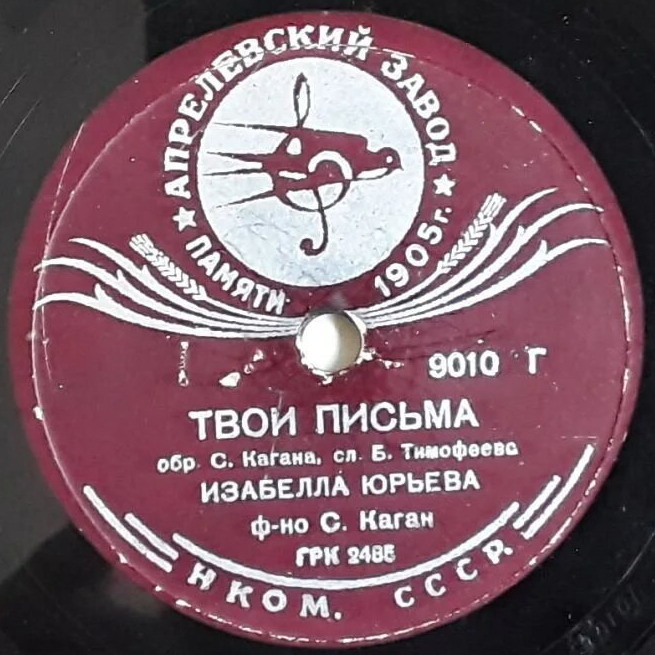 ★ АПРЕЛЕВСКИЙ ЗАВОД ★
ПАМЯТИ 1905 г.
9010 Г
ТВОИ ПИСЬМА
обр. С. Кагана, сл. Б. Тимофеева
ИЗАБЕЛЛА ЮРЬЕВА
ф-но С. Каган
ГРК 2485
НКОМ. СССР.